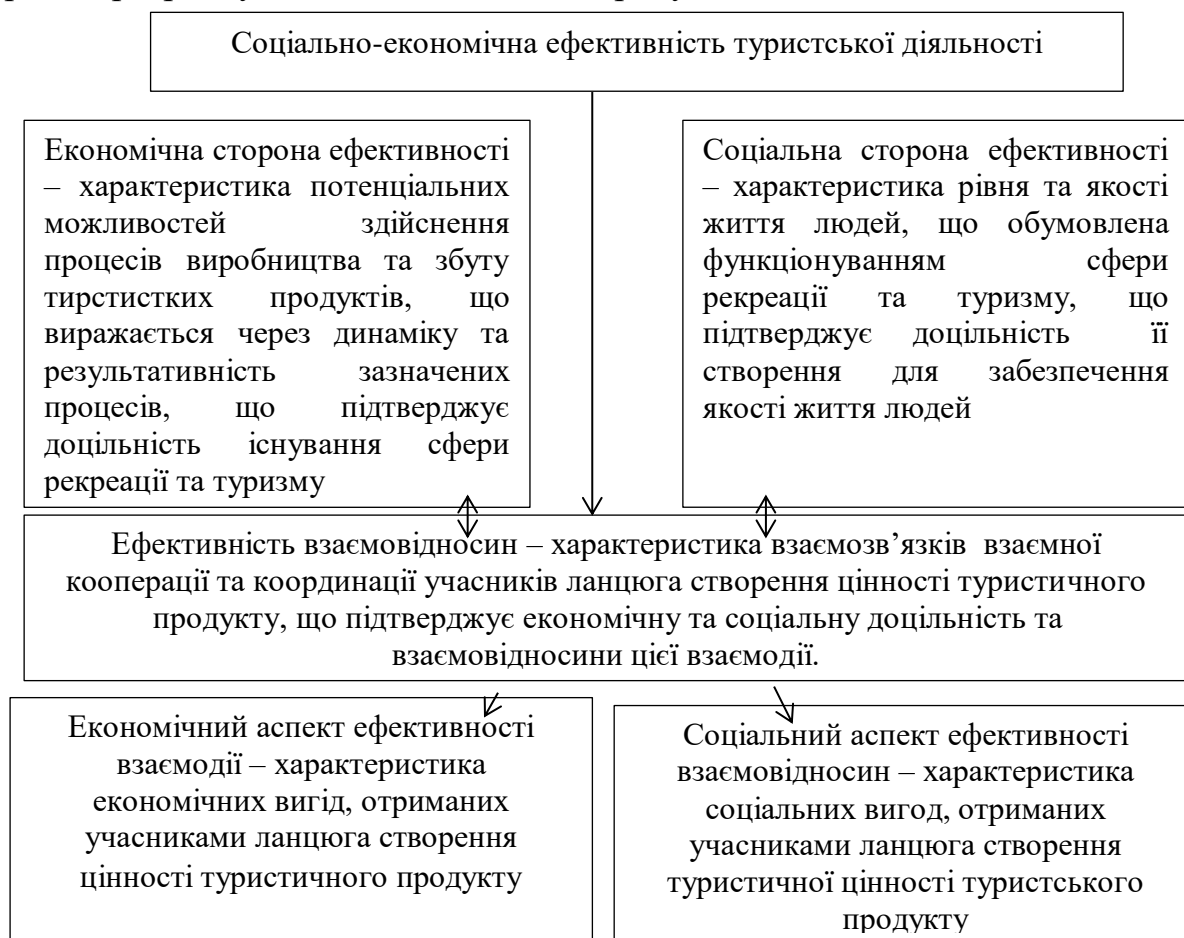 Соціально-економічна ефективність туристської діяльності
Економічна сторона ефективності
– характеристика потенціальних
можливостей здійснення
процесів виробництва та збуту
тирстистких продуктів, що
виражається через динаміку та
результативність зазначених
процесів, що підтверджує
доцільність існування сфери
рекреації та туризму
Соціальна сторона ефективності
– характеристика рівня та якості
життя людей, що обумовлена
функціонуванням сфери
рекреації та туризму, що
підтверджує доцільність її
створення для забезпечення
якості життя людей
Ефективність взаємовідносин – характеристика взаємозв’язків взаємної
кооперації та координації учасників ланцюга створення цінності туристичного
продукту, що підтверджує економічну та соціальну доцільність та
взаємовідносини цієї взаємодії.
Економічний аспект ефективності
взаємодії – характеристика
економічних вигід, отриманих
учасниками ланцюга створення
цінності туристичного продукту
Соціальний аспект ефективності
взаємовідносин – характеристика
соціальних вигод, отриманих
учасниками ланцюга створення
туристичної цінності туристського
продукту